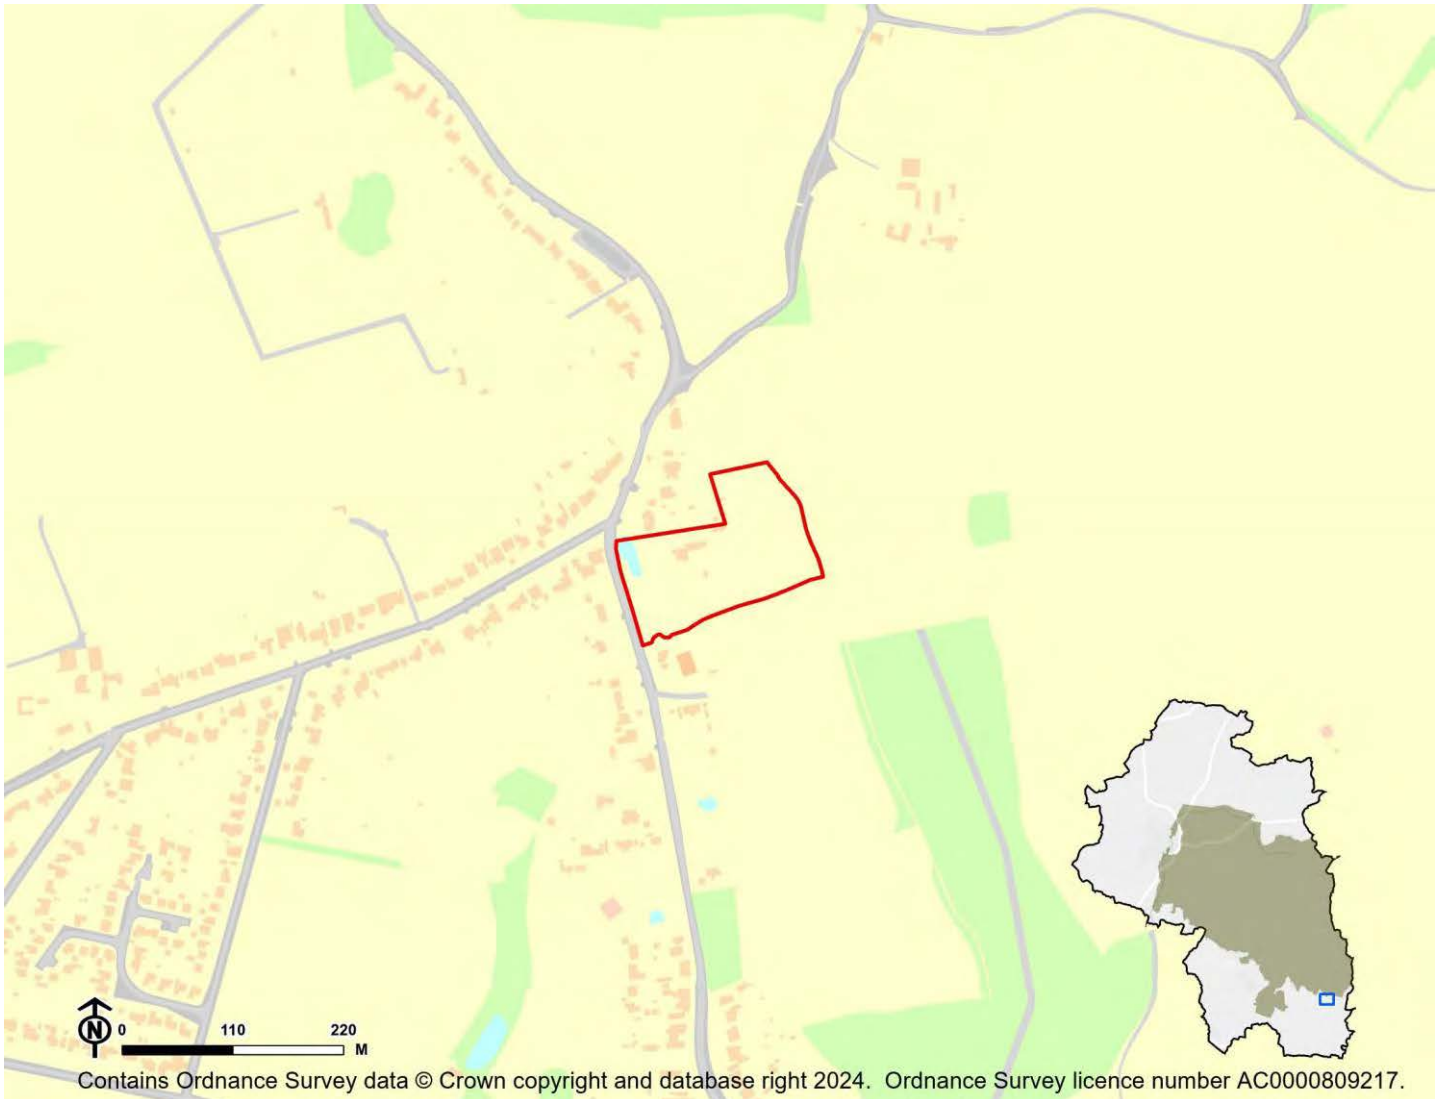 N
0 110 220
M
Contains Ordnance Survey data © Crown copyright and database right 2024. Ordnance Survey licence number AC0000809217.